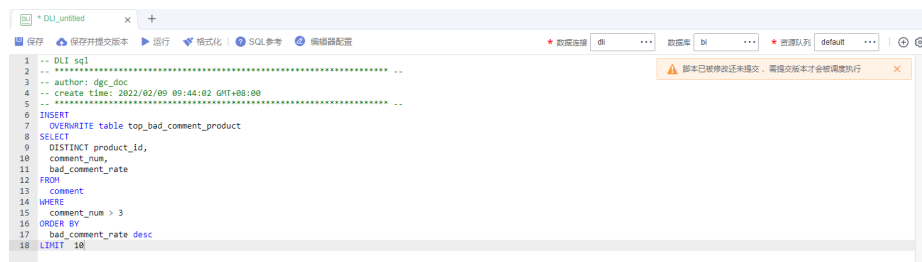 DLI * DLI_untitled × +
保存 保存并提交版本 运行 格式化 SQL参考 编辑器配置 * 数据连接 dli ··· 数据库 bi ··· * 资源队列 default ···
脚本已被修改还未提交，需提交版本才会被调度执行 ×
1 -- DLI sql
2 -- ******************************************************************** --
3 -- author: dgc_doc
4 -- create time: 2022/02/09 09:44:02 GMT+08:00
5 -- ******************************************************************** --
6 INSERT
7 OVERWRITE table top_bad_comment_product
8 SELECT
9 DISTINCT product_id,
10 comment_num,
11 bad_comment_rate
12 FROM
13 comment
14 WHERE
15 comment_num > 3
16 ORDER BY
17 bad_comment_rate desc
18 LIMIT 10